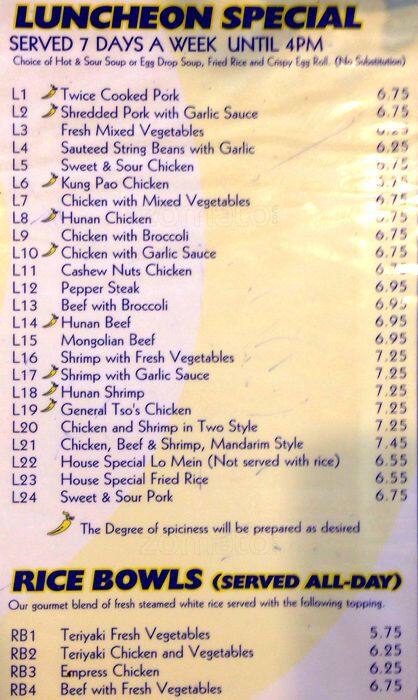 LUNCHEON SPECIAL
SERVED 7 DAYS A WEEK UNTIL 4PM
Choice of Hot & Sour Soup or Egg Drop Soup, Fried Rice and Crispy Egg Roll. (No Substitution)
L1 Twice Cooked Pork 6.75
L2 Shredded Pork with Garlic Sauce 6.75
L3 Fresh Mixed Vegetables
L4 Sauteed String Beans with Garlic 6.25
L5 Sweet & Sour Chicken
L6 Kung Pao Chicken
L7 Chicken with Mixed Vegetables 6.75
L8 Hunan Chicken 6.75
L9 Chicken with Broccoli 6.75
L10 Chicken with Garlic Sauce 6.75
L11 Cashew Nuts Chicken
L12 Pepper Steak 6.95
L13 Beef with Broccoli 6.95
L14 Hunan Beef 6.95
L15 Mongolian Beef 6.95
L16 Shrimp with Fresh Vegetables 7.25
L17 Shrimp with Garlic Sauce 7.25
L18 Hunan Shrimp 7.25
L19 General Tso's Chicken 7.25
L20 Chicken and Shrimp in Two Style 7.25
L21 Chicken, Beef & Shrimp, Mandarim Style 7.45
L22 House Special Lo Mein (Not served with rice) 6.55
L23 House Special Fried Rice 6.55
L24 Sweet & Sour Pork 6.75
The Degree of spiciness will be prepared as desired
RICE BOWLS (SERVED ALL-DAY)
Our gourmet blend of fresh steamed white rice served with the following topping.
RB1 Teriyaki Fresh Vegetables 5.75
RB2 Teriyaki Chicken and Vegetables 6.25
RB3 Empress Chicken 6.25
RB4 Beef with Fresh Vegetables 6.75